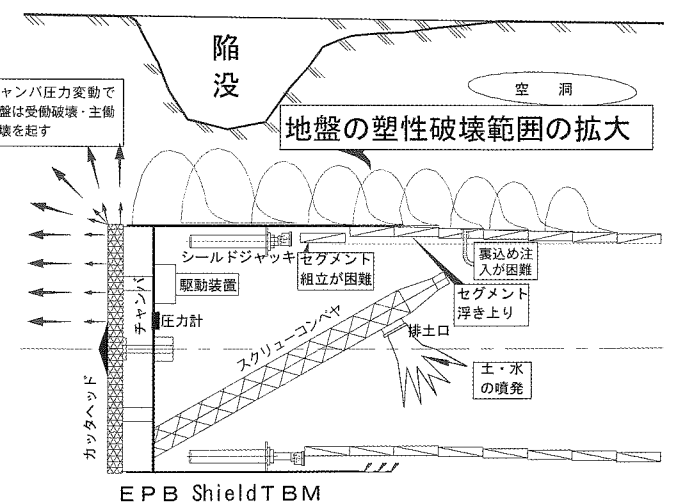 陥没
空洞
ャンバ圧力変動で
盤は受働破壊・主働
壊を起す
地盤の塑性破壊範囲の拡大
シールドジャッキ
セグメント
組立が困難
裏込め注
入が困難
セグメント
浮き上り
チャンバ
駆動装置
圧力計
スクリューコンベヤ
排土口
土・水
の噴発
カッタヘッド
EPB ShieldTBM